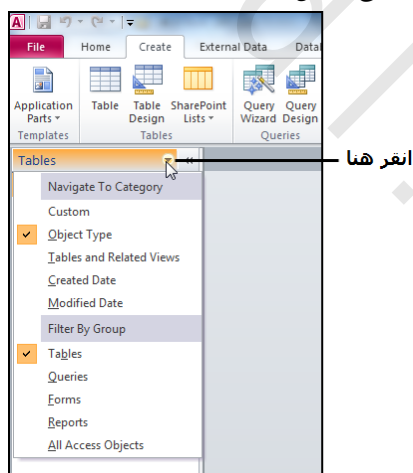 A
File Home Create External Data Datab
Application Parts
Table
Table Design
SharePoint Lists
Query Wizard
Query Design
Templates Tables Queries
Tables
انقر هنا
Navigate To Category
Custom
Object Type
Tables and Related Views
Created Date
Modified Date
Filter By Group
Tables
Queries
Forms
Reports
All Access Objects